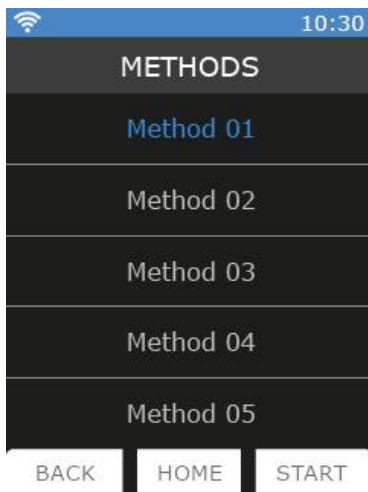 10:30
METHODS
Method 01
Method 02
Method 03
Method 04
Method 05
BACK HOME START